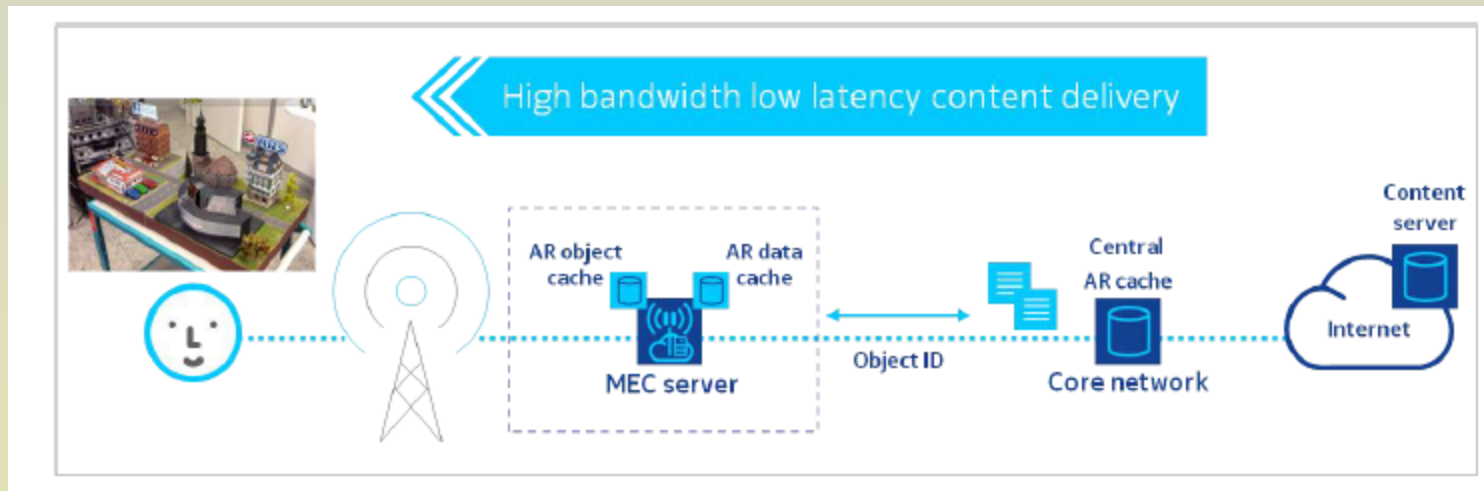 High bandwidth low latency content delivery
Content
server
AR object
cache
AR data
cache
Central
AR cache
Internet
Object ID
MEC server
Core network